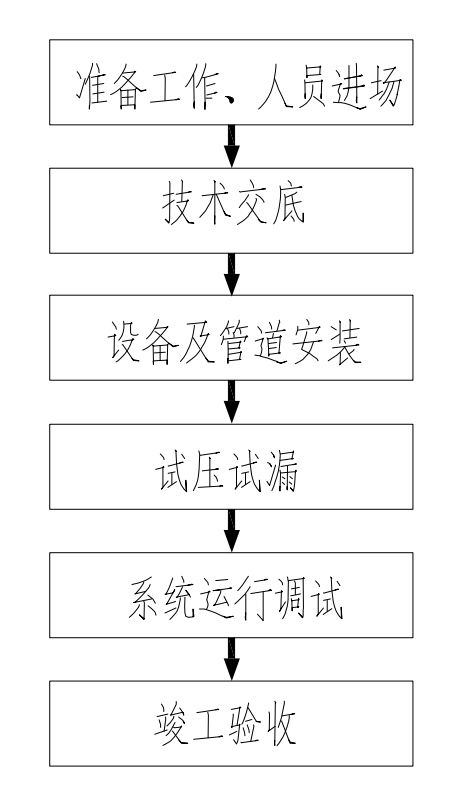 准备工作、人员进场
技术交底
设备及管道安装
试压试漏
系统运行调试
竣工验收